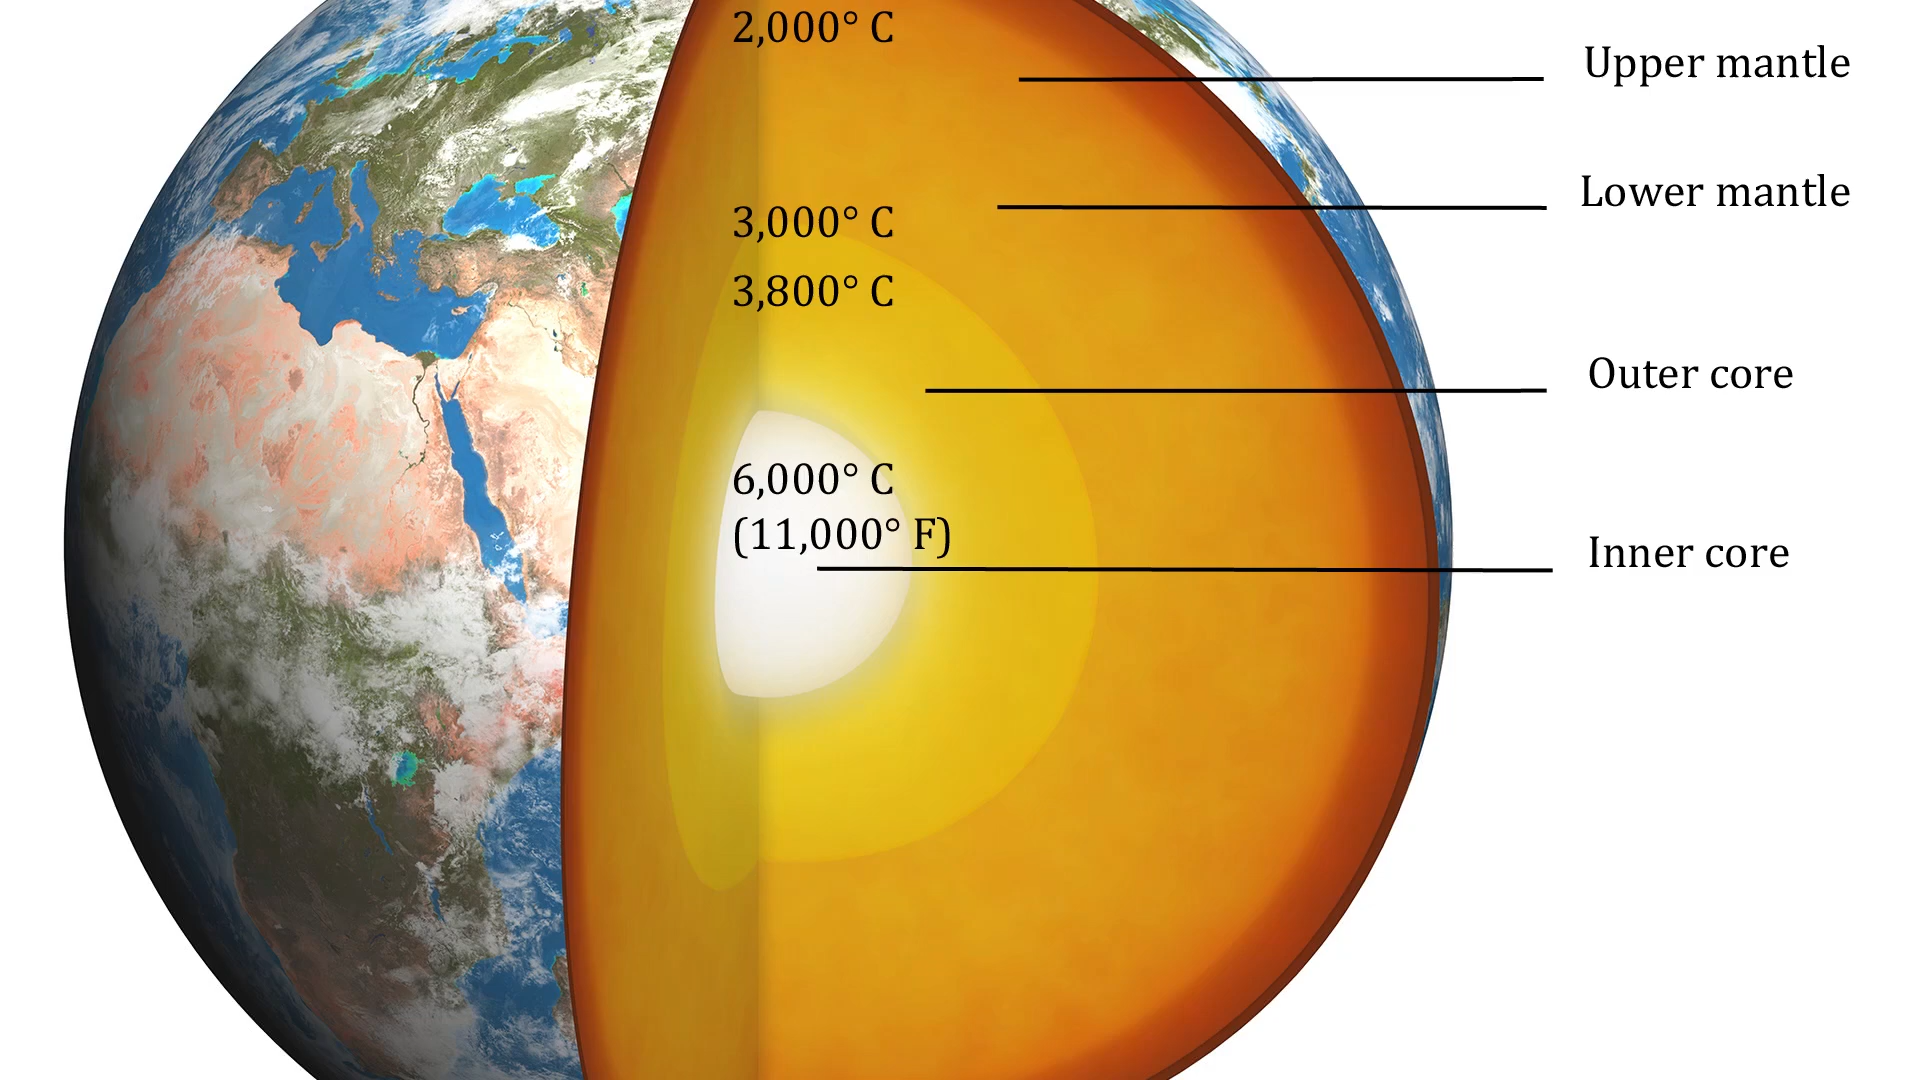 2,000° C
Upper mantle
Lower mantle
3,000° C
3,800° C
Outer core
6,000° C
(11,000° F)
Inner core